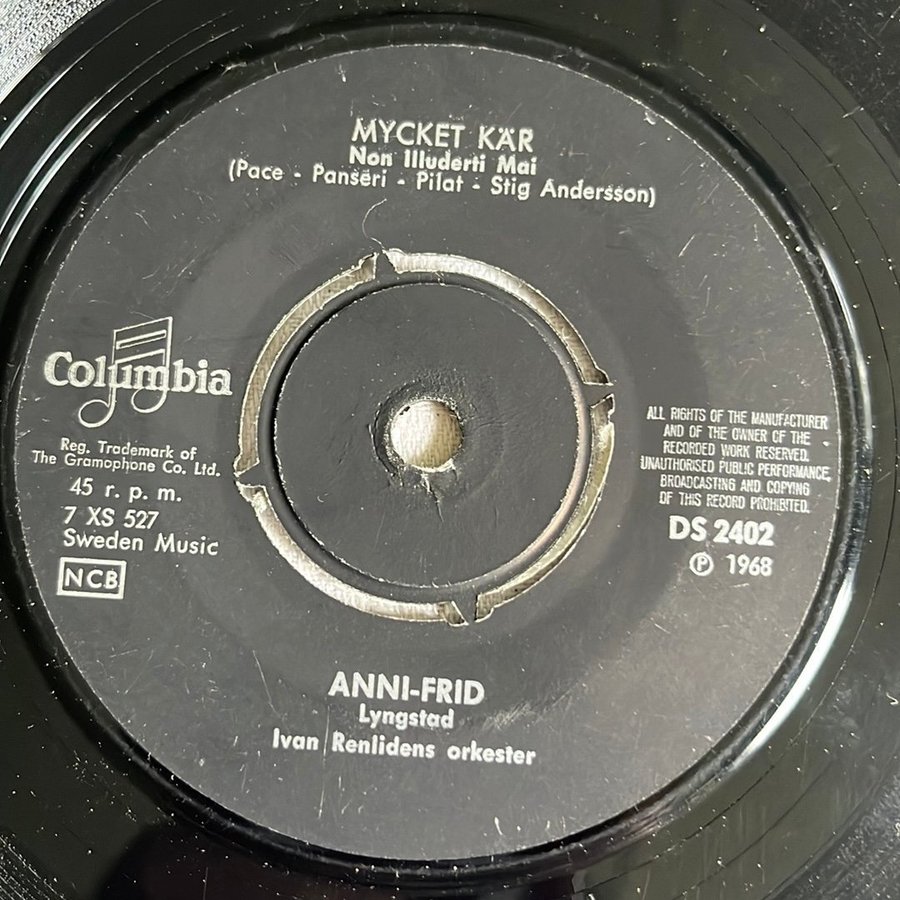 MYCKET KÄR
Non Illuderti Mai
(Pace - Pansëri - Pilat - Stig Andersson)
Columbia
Reg. Trademark of
The Gramophone Co. Ltd.
45 r. p. m.
7 XS 527
Sweden Music
NCB
ALL RIGHTS OF THE MANUFACTURER
AND OF THE OWNER OF THE
RECORDED WORK RESERVED.
UNAUTHORISED PUBLIC PERFORMANCE,
BROADCASTING AND COPYING
OF THIS RECORD PROHIBITED.
DS 2402
℗ 1968
ANNI-FRID
Lyngstad
Ivan Renlidens orkester